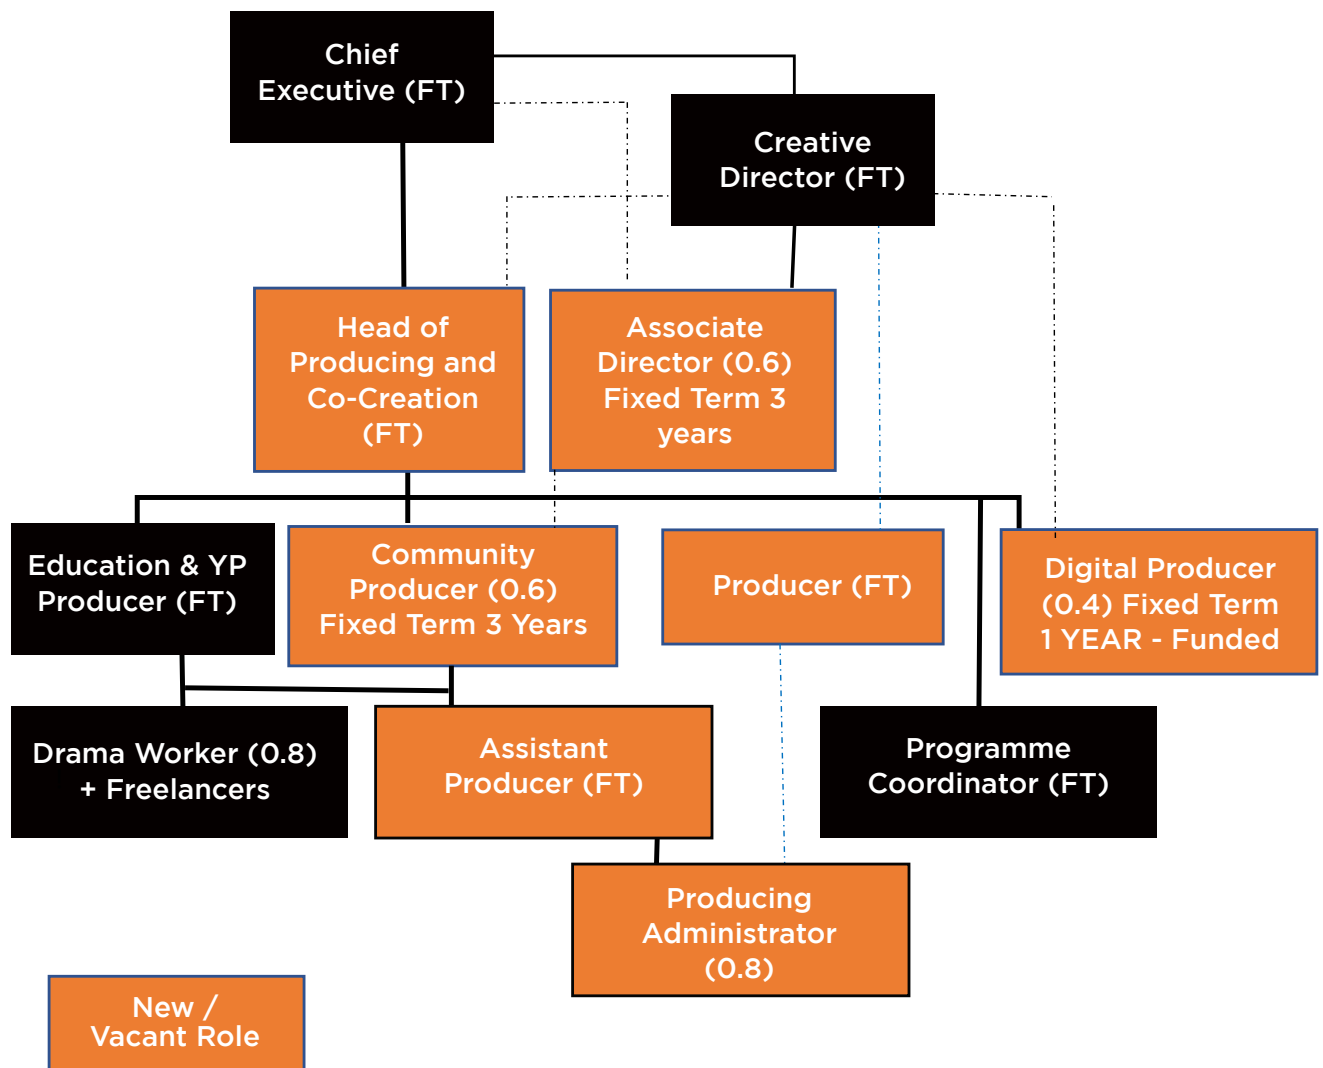 Chief
Executive (FT)
Creative
Director (FT)
Head of
Producing and
Co-Creation
(FT)
Associate
Director (0.6)
Fixed Term 3
years
Education & YP
Producer (FT)
Community
Producer (0.6)
Fixed Term 3 Years
Producer (FT)
Digital Producer
(0.4) Fixed Term
1 YEAR - Funded
Drama Worker (0.8)
+ Freelancers
Assistant
Producer (FT)
Programme
Coordinator (FT)
Producing
Administrator
(0.8)
New /
Vacant Role